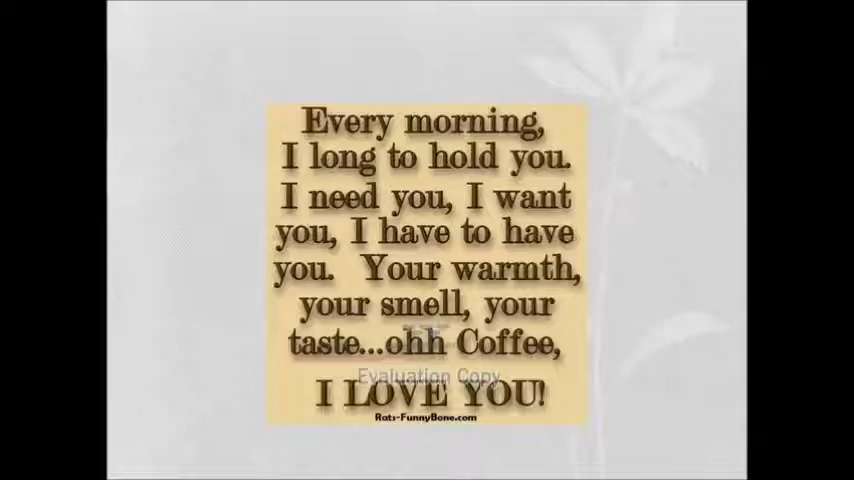 Every morning,
I long to hold you.
I need you, I want
you, I have to have
you. Your warmth,
your smell, your
taste...ohh Coffee,
Evaluation Copy
I LOVE YOU!
Rats-FunnyBone.com